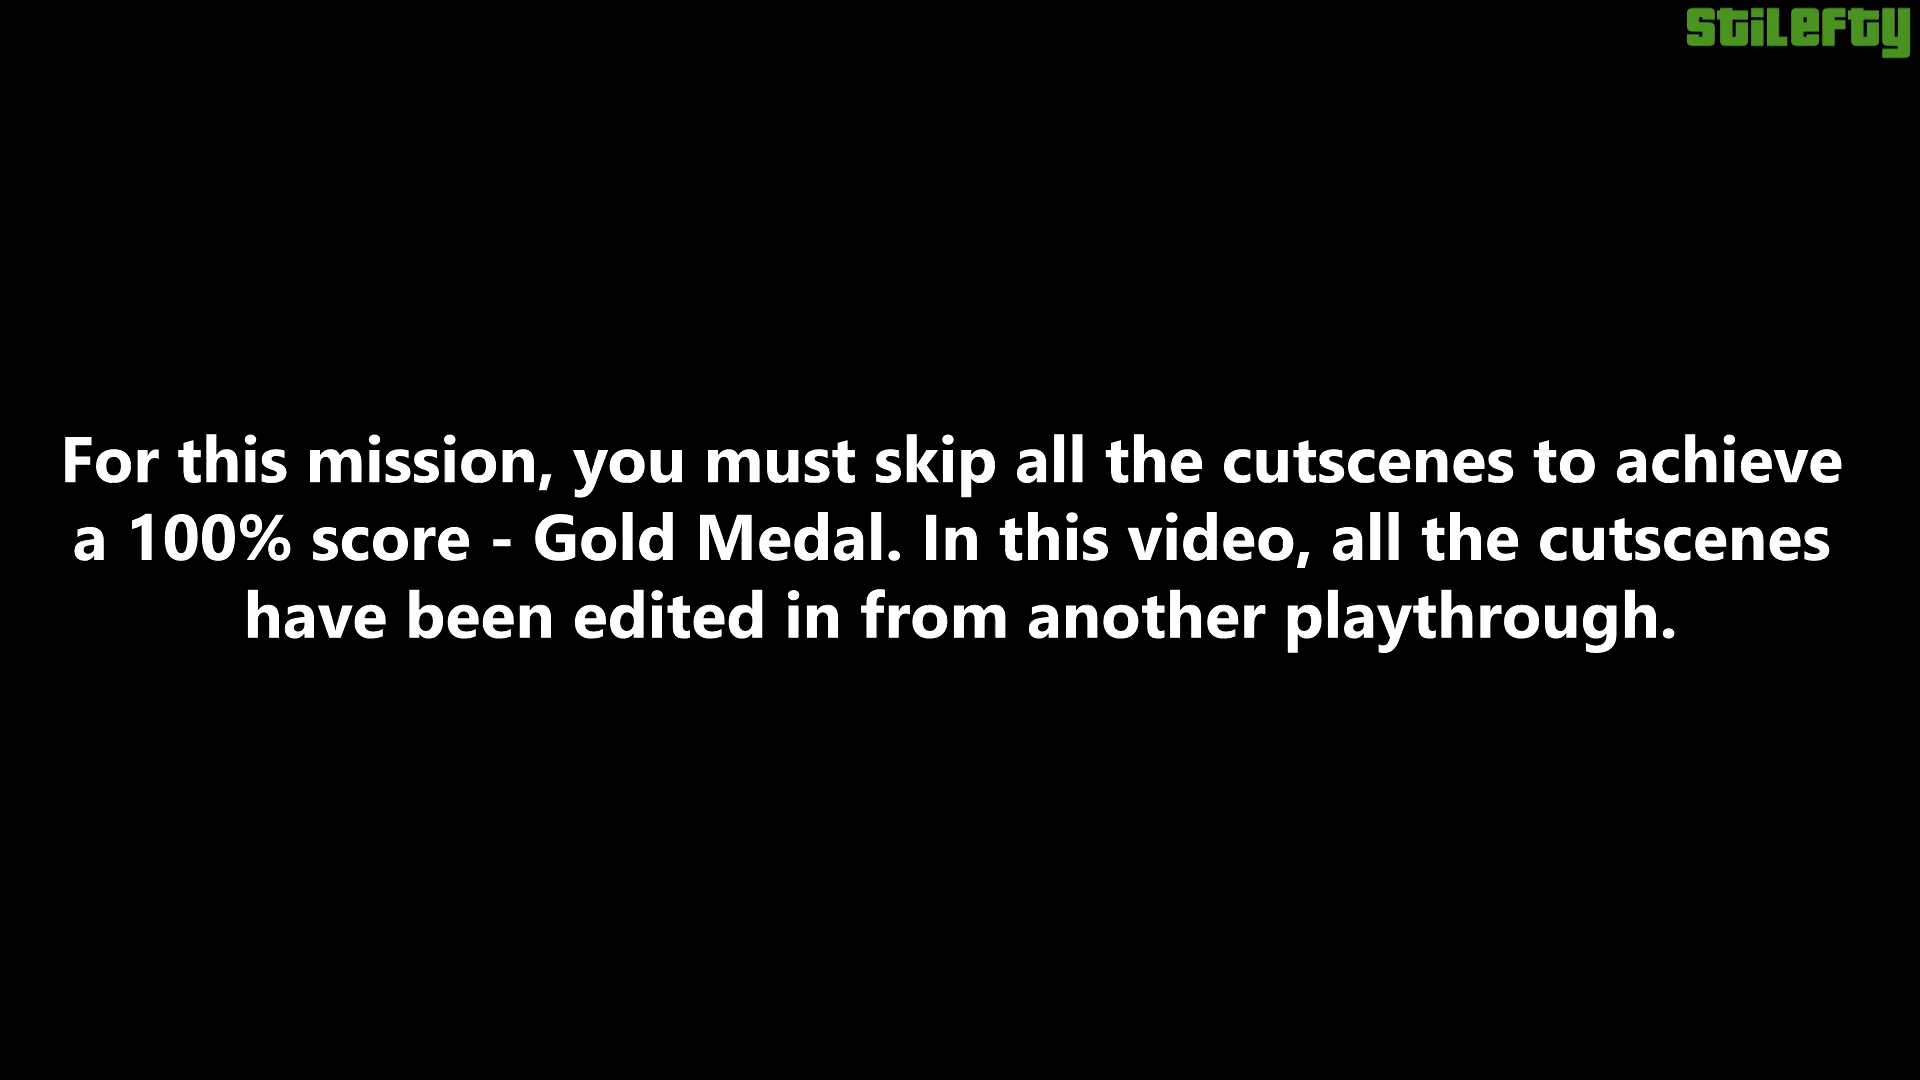 STiLEFTY
For this mission, you must skip all the cutscenes to achieve
a 100% score - Gold Medal. In this video, all the cutscenes
have been edited in from another playthrough.